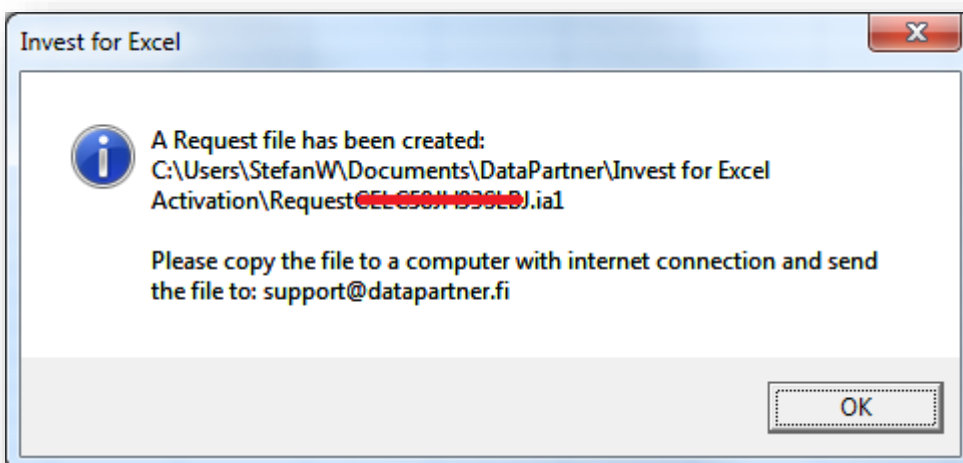 Invest for Excel
A Request file has been created:
C:\Users\StefanW\Documents\DataPartner\Invest for Excel
Activation\Request J.ia1
Please copy the file to a computer with internet connection and send
the file to: support@datapartner.fi
OK